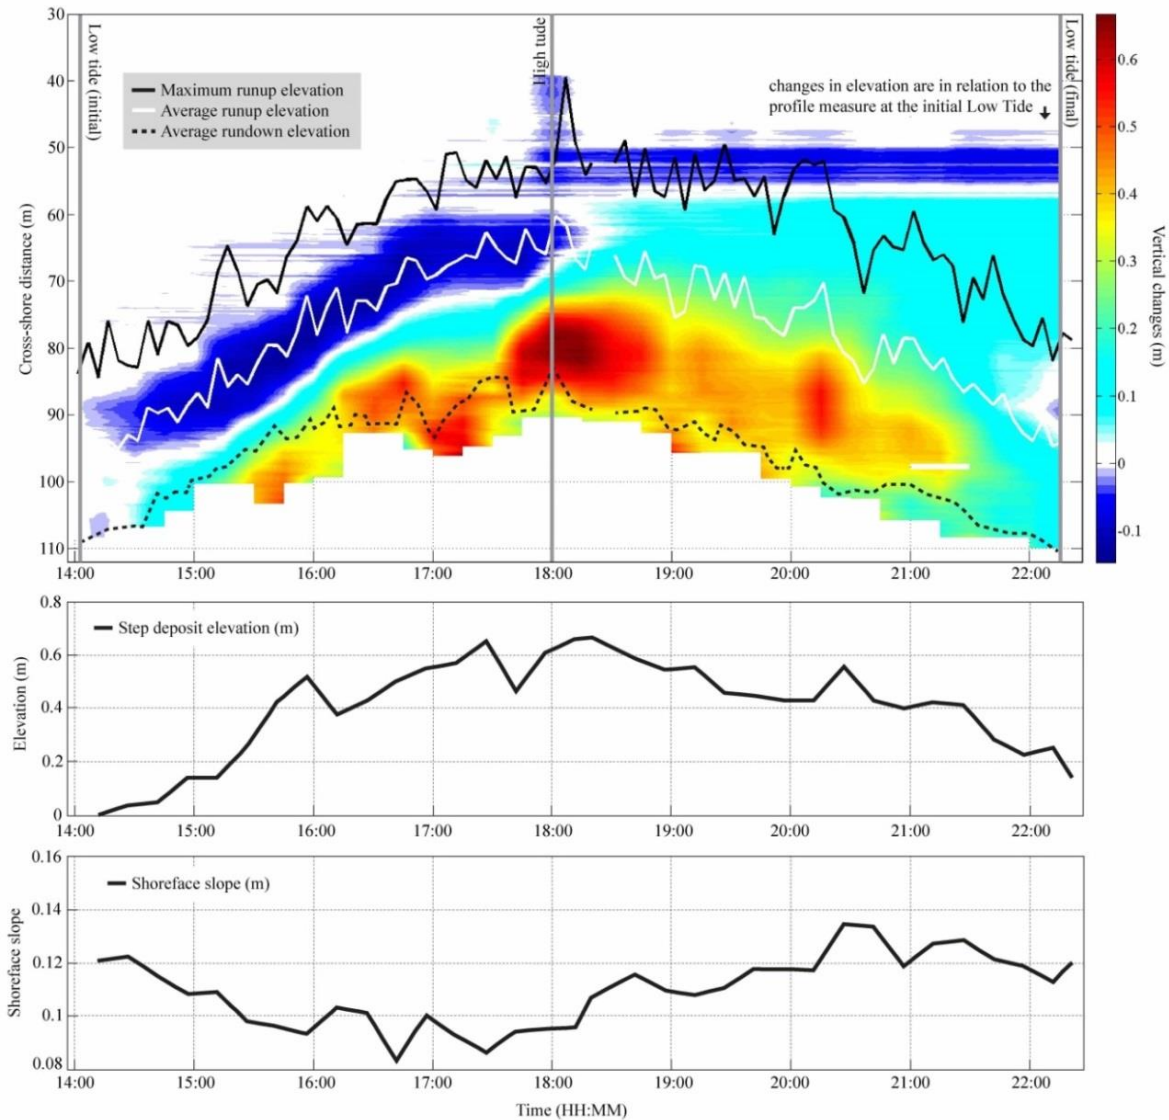 30
40
50
60
70
80
90
100
110
Cross-shore distance (m)
Low tide (initial)
High tude
Low tide (final)
Maximum runup elevation
Average runup elevation
Average rundown elevation
changes in elevation are in relation to the
profile measure at the initial Low Tide
14:00 15:00 16:00 17:00 18:00 19:00 20:00 21:00 22:00
0.6
0.5
0.4
0.3
0.2
0.1
0
-0.1
Vertical changes (m)
0.8
0.6
0.4
0.2
0
Elevation (m)
Step deposit elevation (m)
14:00 15:00 16:00 17:00 18:00 19:00 20:00 21:00 22:00
0.16
0.14
0.12
0.1
0.08
Shoreface slope
Shoreface slope (m)
14:00 15:00 16:00 17:00 18:00 19:00 20:00 21:00 22:00
Time (HH:MM)